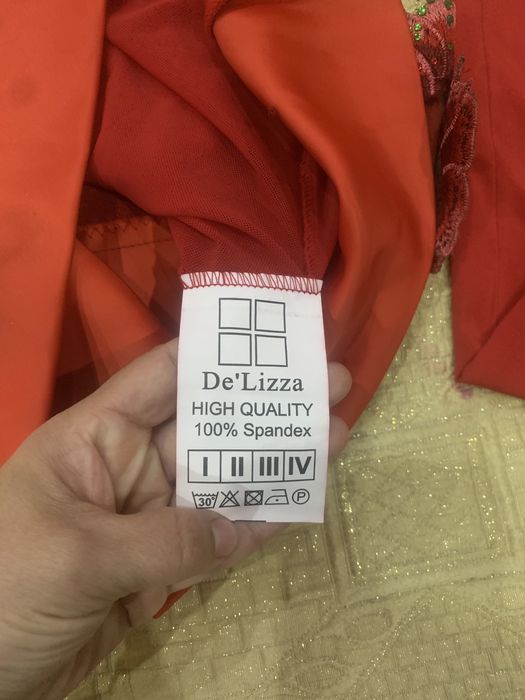 De'Lizza
HIGH QUALITY
100% Spandex
I II III IV
30° P